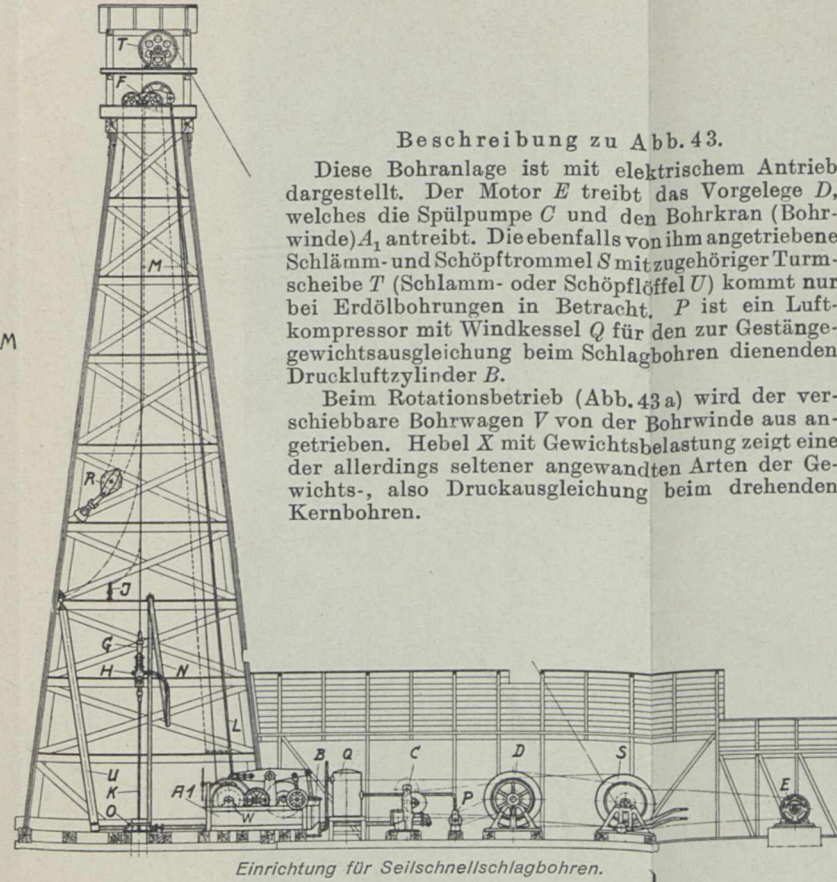 T
F
Beschreibung zu Abb. 43.
Diese Bohranlage ist mit elektrischem Antrieb
dargestellt. Der Motor E treibt das Vorgelege D,
welches die Spülpumpe C und den Bohrkran (Bohr-
winde) A₁ antreibt. Die ebenfalls von ihm angetriebene
Schlämm- und Schöpftrommel S mit zugehöriger Turm-
scheibe T (Schlamm- oder Schöpflöffel U) kommt nur
bei Erdölbohrungen in Betracht. P ist ein Luft-
kompressor mit Windkessel Q für den zur Gestänge-
gewichtsausgleichung beim Schlagbohren dienenden
Druckluftzylinder B.
Beim Rotationsbetrieb (Abb. 43 a) wird der ver-
schiebbare Bohrwagen V von der Bohrwinde aus an-
getrieben. Hebel X mit Gewichtsbelastung zeigt eine
der allerdings seltener angewandten Arten der Ge-
wichts-, also Druckausgleichung beim drehenden
Kernbohren.
M
M
R
J
G
H N
L
B Q C D S
U
K
A1
P
E
O
W
H
Einrichtung für Seilschnellschlagbohren.